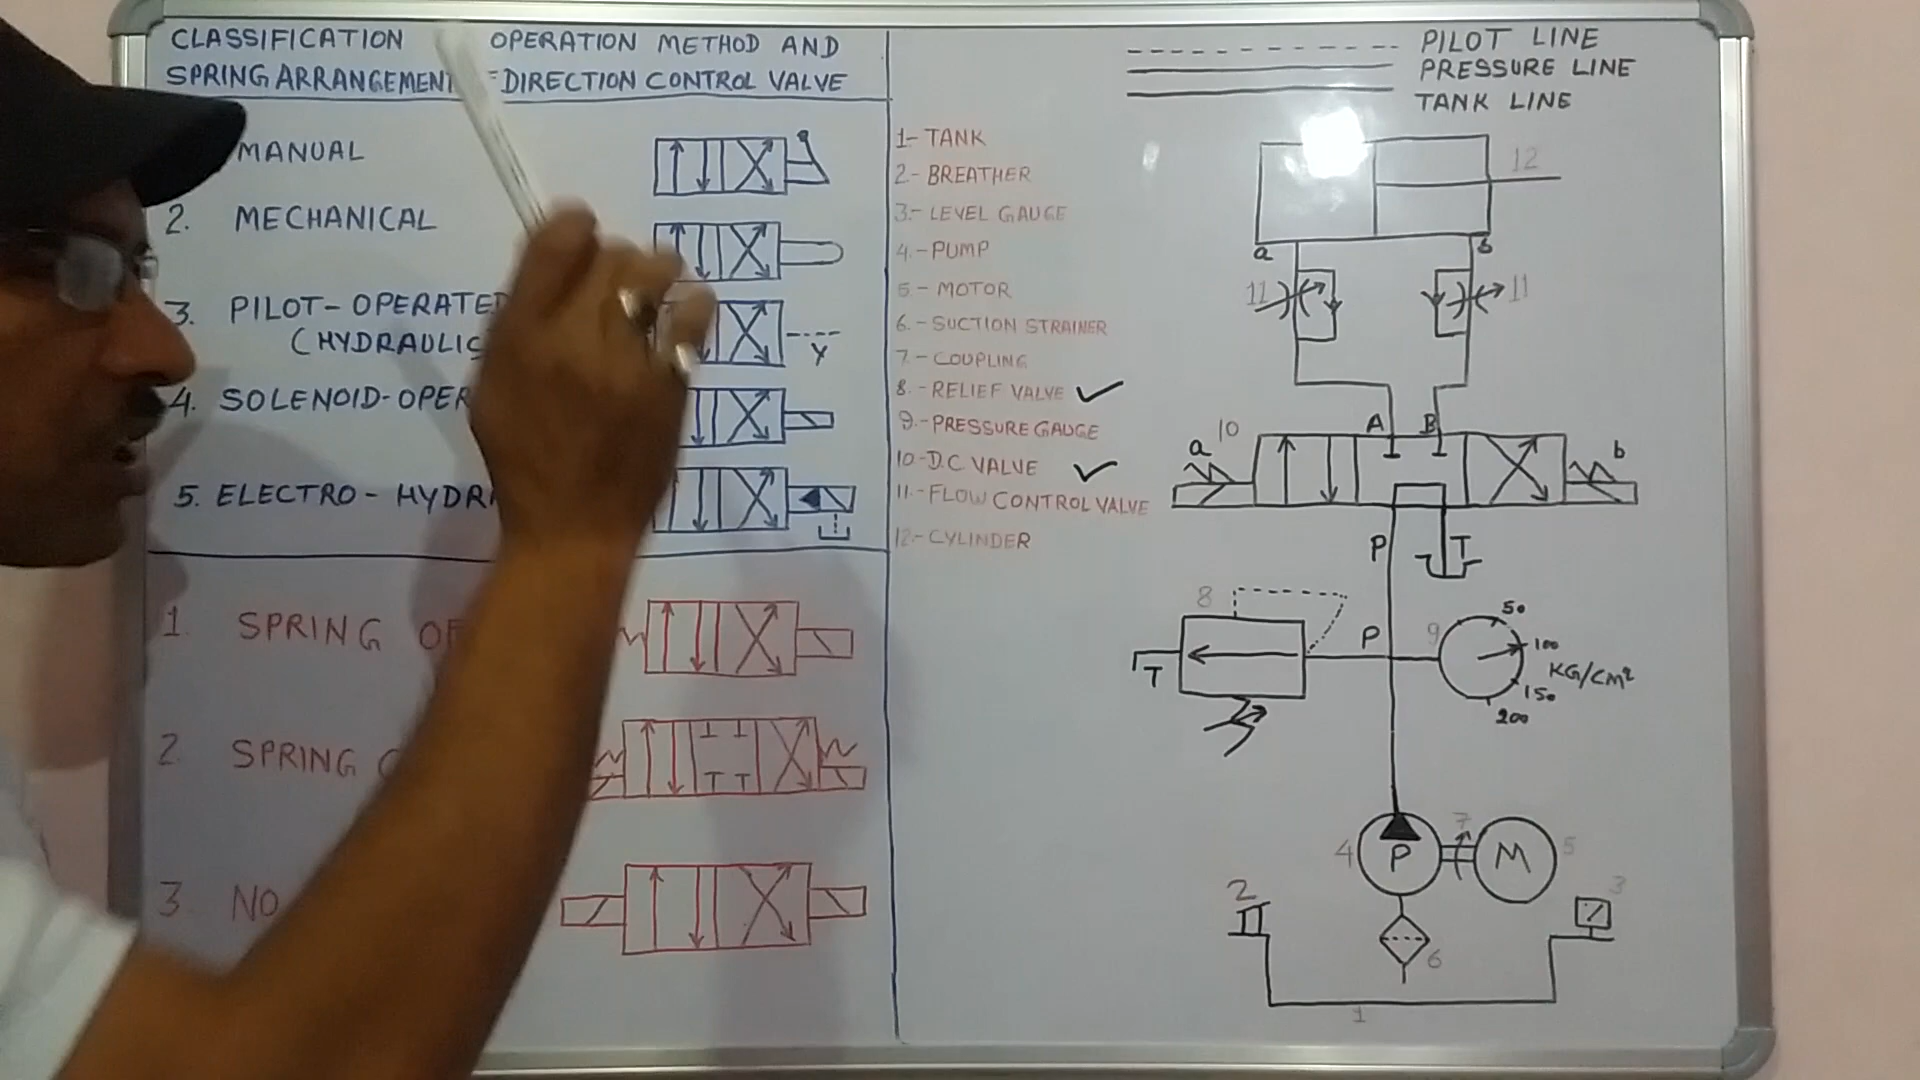 CLASSIFICATION OPERATION METHOD AND
SPRING ARRANGEMENT DIRECTION CONTROL VALVE
MANUAL
2. MECHANICAL
3. PILOT-OPERATED
(HYDRAULIC
Y
4. SOLENOID-OPER
5. ELECTRO-HYDR
1. SPRING OF
2. SPRING
3. NO
PILOT LINE
PRESSURE LINE
TANK LINE
1- TANK
2- BREATHER
3- LEVEL GAUGE
4- PUMP
5- MOTOR
6- SUCTION STRAINER
7- COUPLING
8- RELIEF VALVE ✓
9- PRESSURE GAUGE
10- D.C VALVE ✓
11- FLOW CONTROL VALVE
12- CYLINDER
12
a b
11 11
A B
a 10 b
P T
8
T P 9
50
100
150
200
KG/CM²
4 P 7 M 5
2 3
6
1